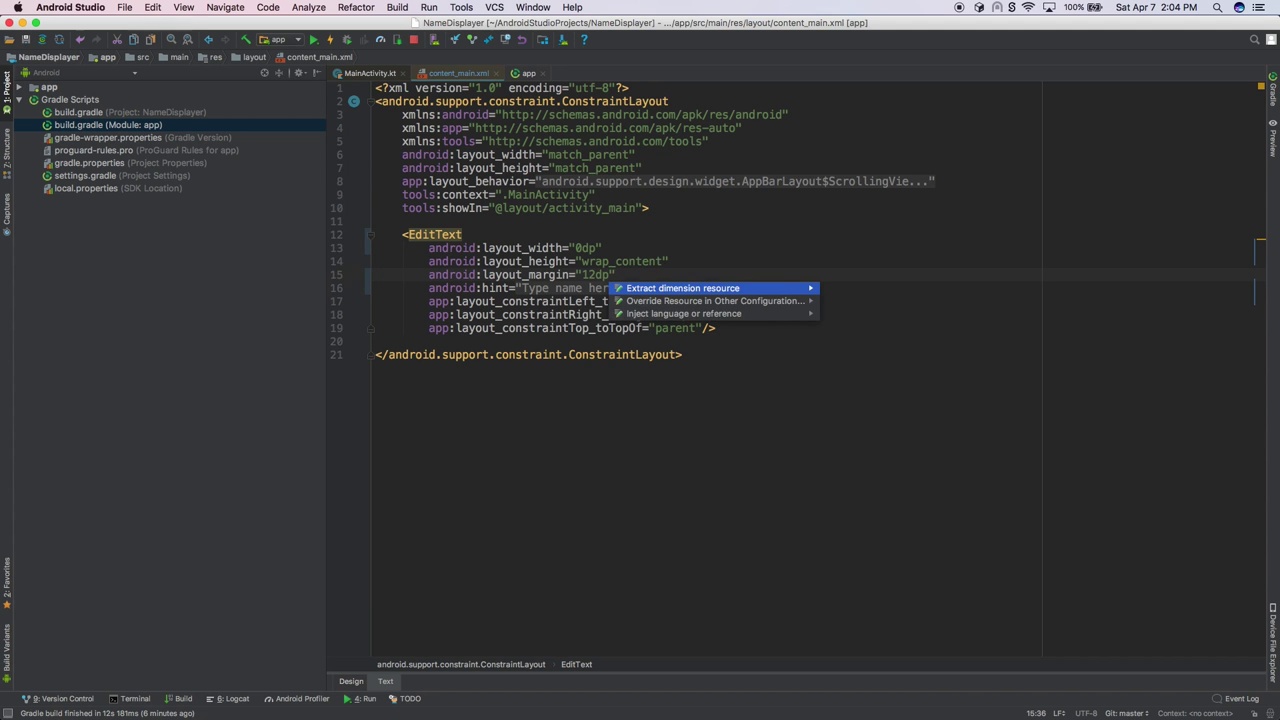 Android Studio File Edit View Navigate Code Analyze Refactor Build Run Tools VCS Window Help 100% Sat Apr 7 2:04 PM
NameDisplayer [~/AndroidStudioProjects/NameDisplayer] - .../app/src/main/res/layout/content_main.xml [app]
app
NameDisplayer app src main res layout content_main.xml
Android
MainActivity.kt content_main.xml app
1: Project
Z: Structure
Captures
2: Favorites
Build Variants
app
Gradle Scripts
build.gradle (Project: NameDisplayer)
build.gradle (Module: app)
gradle-wrapper.properties (Gradle Version)
proguard-rules.pro (ProGuard Rules for app)
gradle.properties (Project Properties)
settings.gradle (Project Settings)
local.properties (SDK Location)
1 <?xml version="1.0" encoding="utf-8"?>
2 <android.support.constraint.ConstraintLayout
3 xmlns:android="http://schemas.android.com/apk/res/android"
4 xmlns:app="http://schemas.android.com/apk/res-auto"
5 xmlns:tools="http://schemas.android.com/tools"
6 android:layout_width="match_parent"
7 android:layout_height="match_parent"
8 app:layout_behavior="android.support.design.widget.AppBarLayout$ScrollingVie..."
9 tools:context=".MainActivity"
10 tools:showIn="@layout/activity_main">
11
12 <EditText
13 android:layout_width="0dp"
14 android:layout_height="wrap_content"
15 android:layout_margin="12dp"
16 android:hint="Type name her
17 app:layout_constraintLeft_t
18 app:layout_constraintRight_
19 app:layout_constraintTop_toTopOf="parent"/>
20
21 </android.support.constraint.ConstraintLayout>
Extract dimension resource
Override Resource in Other Configuration...
Inject language or reference
Gradle
Preview
Device File Explorer
android.support.constraint.ConstraintLayout EditText
Design Text
9: Version Control Terminal Build 6: Logcat Android Profiler 4: Run TODO Event Log
Gradle build finished in 12s 181ms (6 minutes ago) 15:36 LF UTF-8 Git: master Context: <no context>